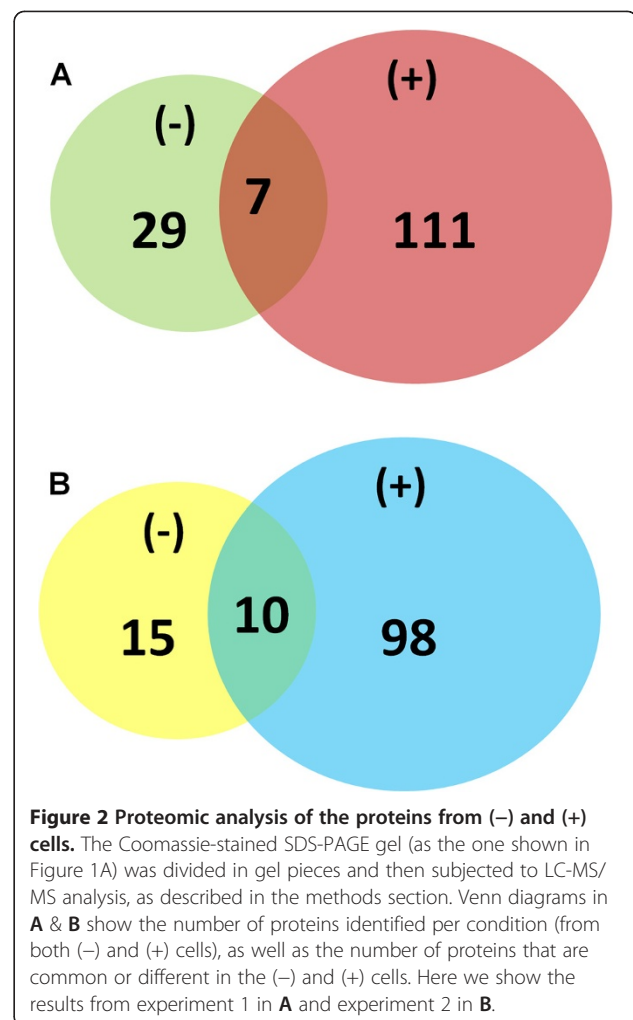 A
(-)
(+)
29
7
111
B
(-)
(+)
15
10
98
Figure 2 Proteomic analysis of the proteins from (−) and (+)
cells. The Coomassie-stained SDS-PAGE gel (as the one shown in
Figure 1A) was divided in gel pieces and then subjected to LC-MS/
MS analysis, as described in the methods section. Venn diagrams in
A & B show the number of proteins identified per condition (from
both (−) and (+) cells), as well as the number of proteins that are
common or different in the (−) and (+) cells. Here we show the
results from experiment 1 in A and experiment 2 in B.